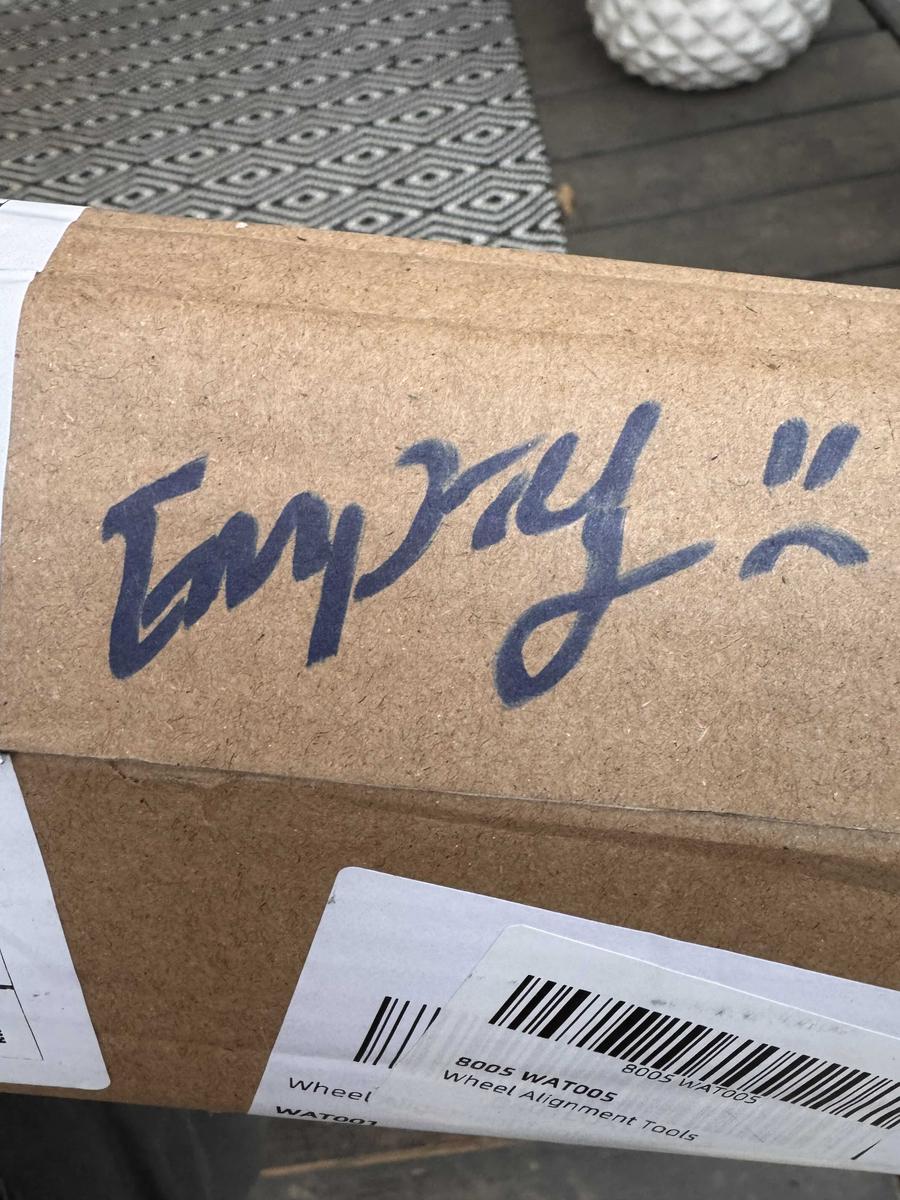 Empty
8005 WAT005
8005 WAT005
Wheel Alignment Tools
Wheel
WAT001